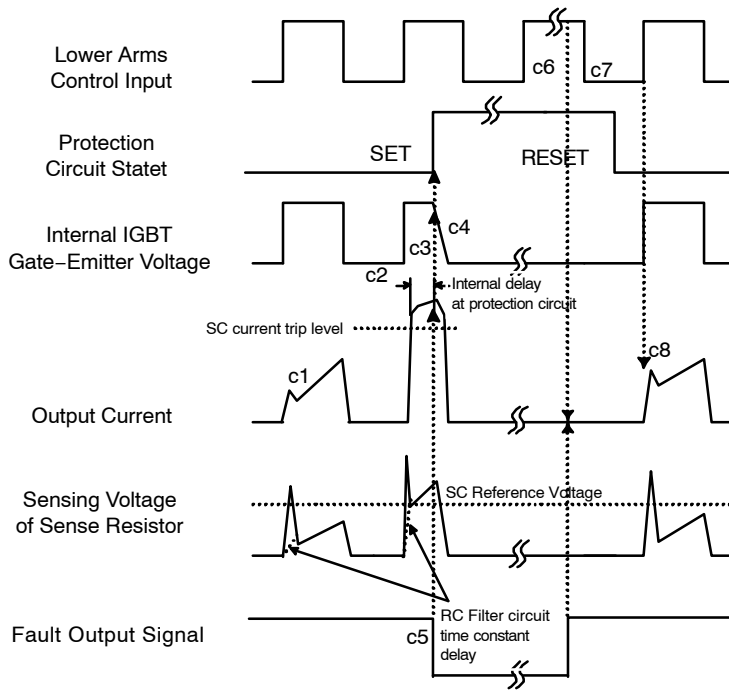 Lower Arms
Control Input
c6
c7
Protection
Circuit Statet
SET
RESET
Internal IGBT
Gate−Emitter Voltage
c4
c3
c2
Internal delay
at protection circuit
SC current trip level
c1
c8
Output Current
Sensing Voltage
of Sense Resistor
SC Reference Voltage
Fault Output Signal
c5
RC Filter circuit
time constant
delay